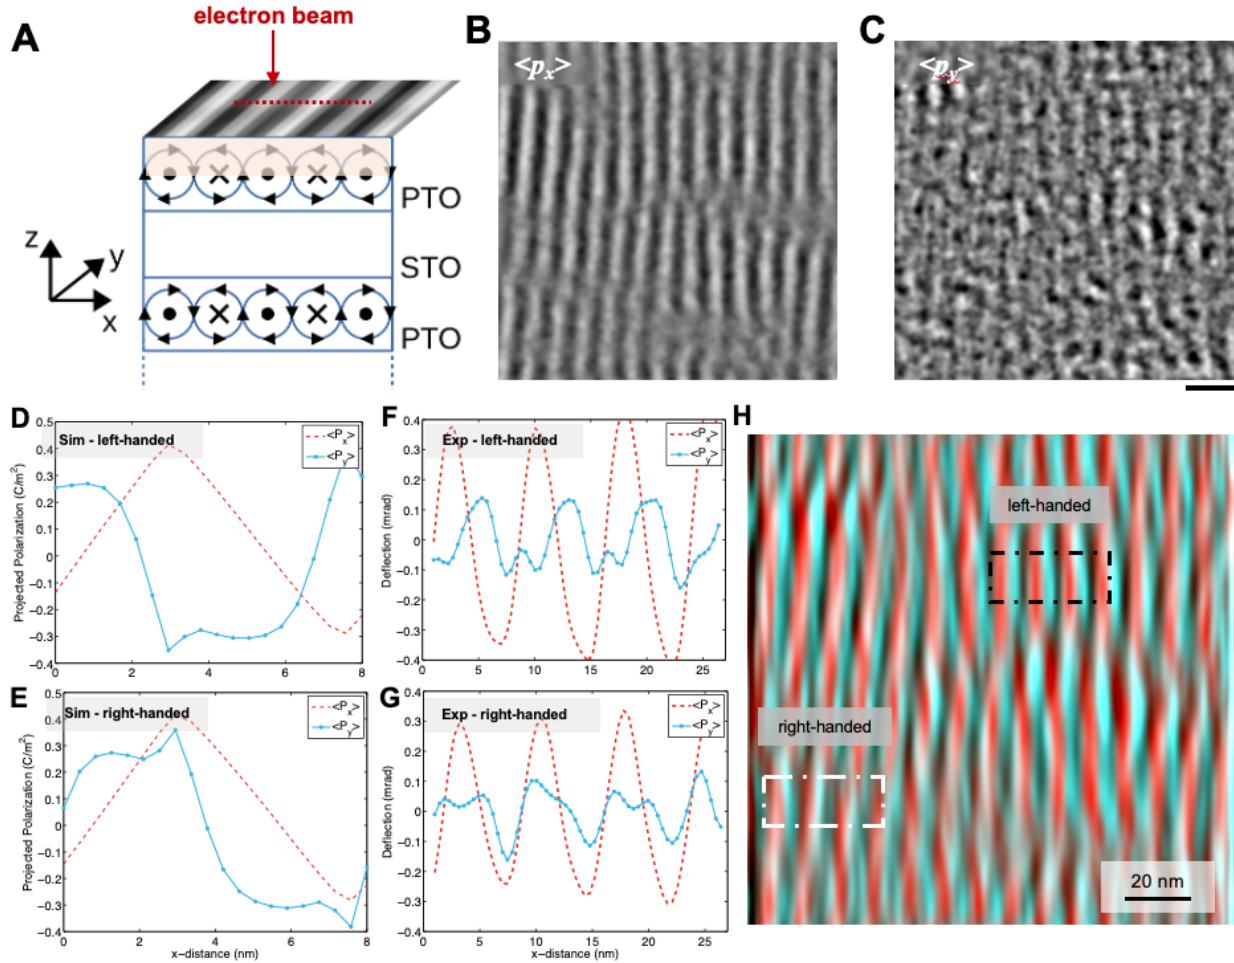 electron beam
A
B
C
<px>
<py>
PTO
STO
PTO
z
y
x
D
Sim - left-handed
<Px>
<Py>
Projected Polarization (C/m²)
0.5
0.4
0.3
0.2
0.1
0
−0.1
−0.2
−0.3
−0.4
0
2
4
6
8
F
Exp - left-handed
<Px>
<Py>
Deflection (mrad)
0.4
0.3
0.2
0.1
0
−0.1
−0.2
−0.3
−0.4
0
5
10
15
20
25
H
left-handed
right-handed
20 nm
E
Sim - right-handed
<Px>
<Py>
Projected Polarization (C/m²)
0.5
0.4
0.3
0.2
0.1
0
−0.1
−0.2
−0.3
−0.4
0
2
4
6
8
x−distance (nm)
G
Exp - right-handed
<Px>
<Py>
Deflection (mrad)
0.4
0.3
0.2
0.1
0
−0.1
−0.2
−0.3
−0.4
0
5
10
15
20
25
x−distance (nm)